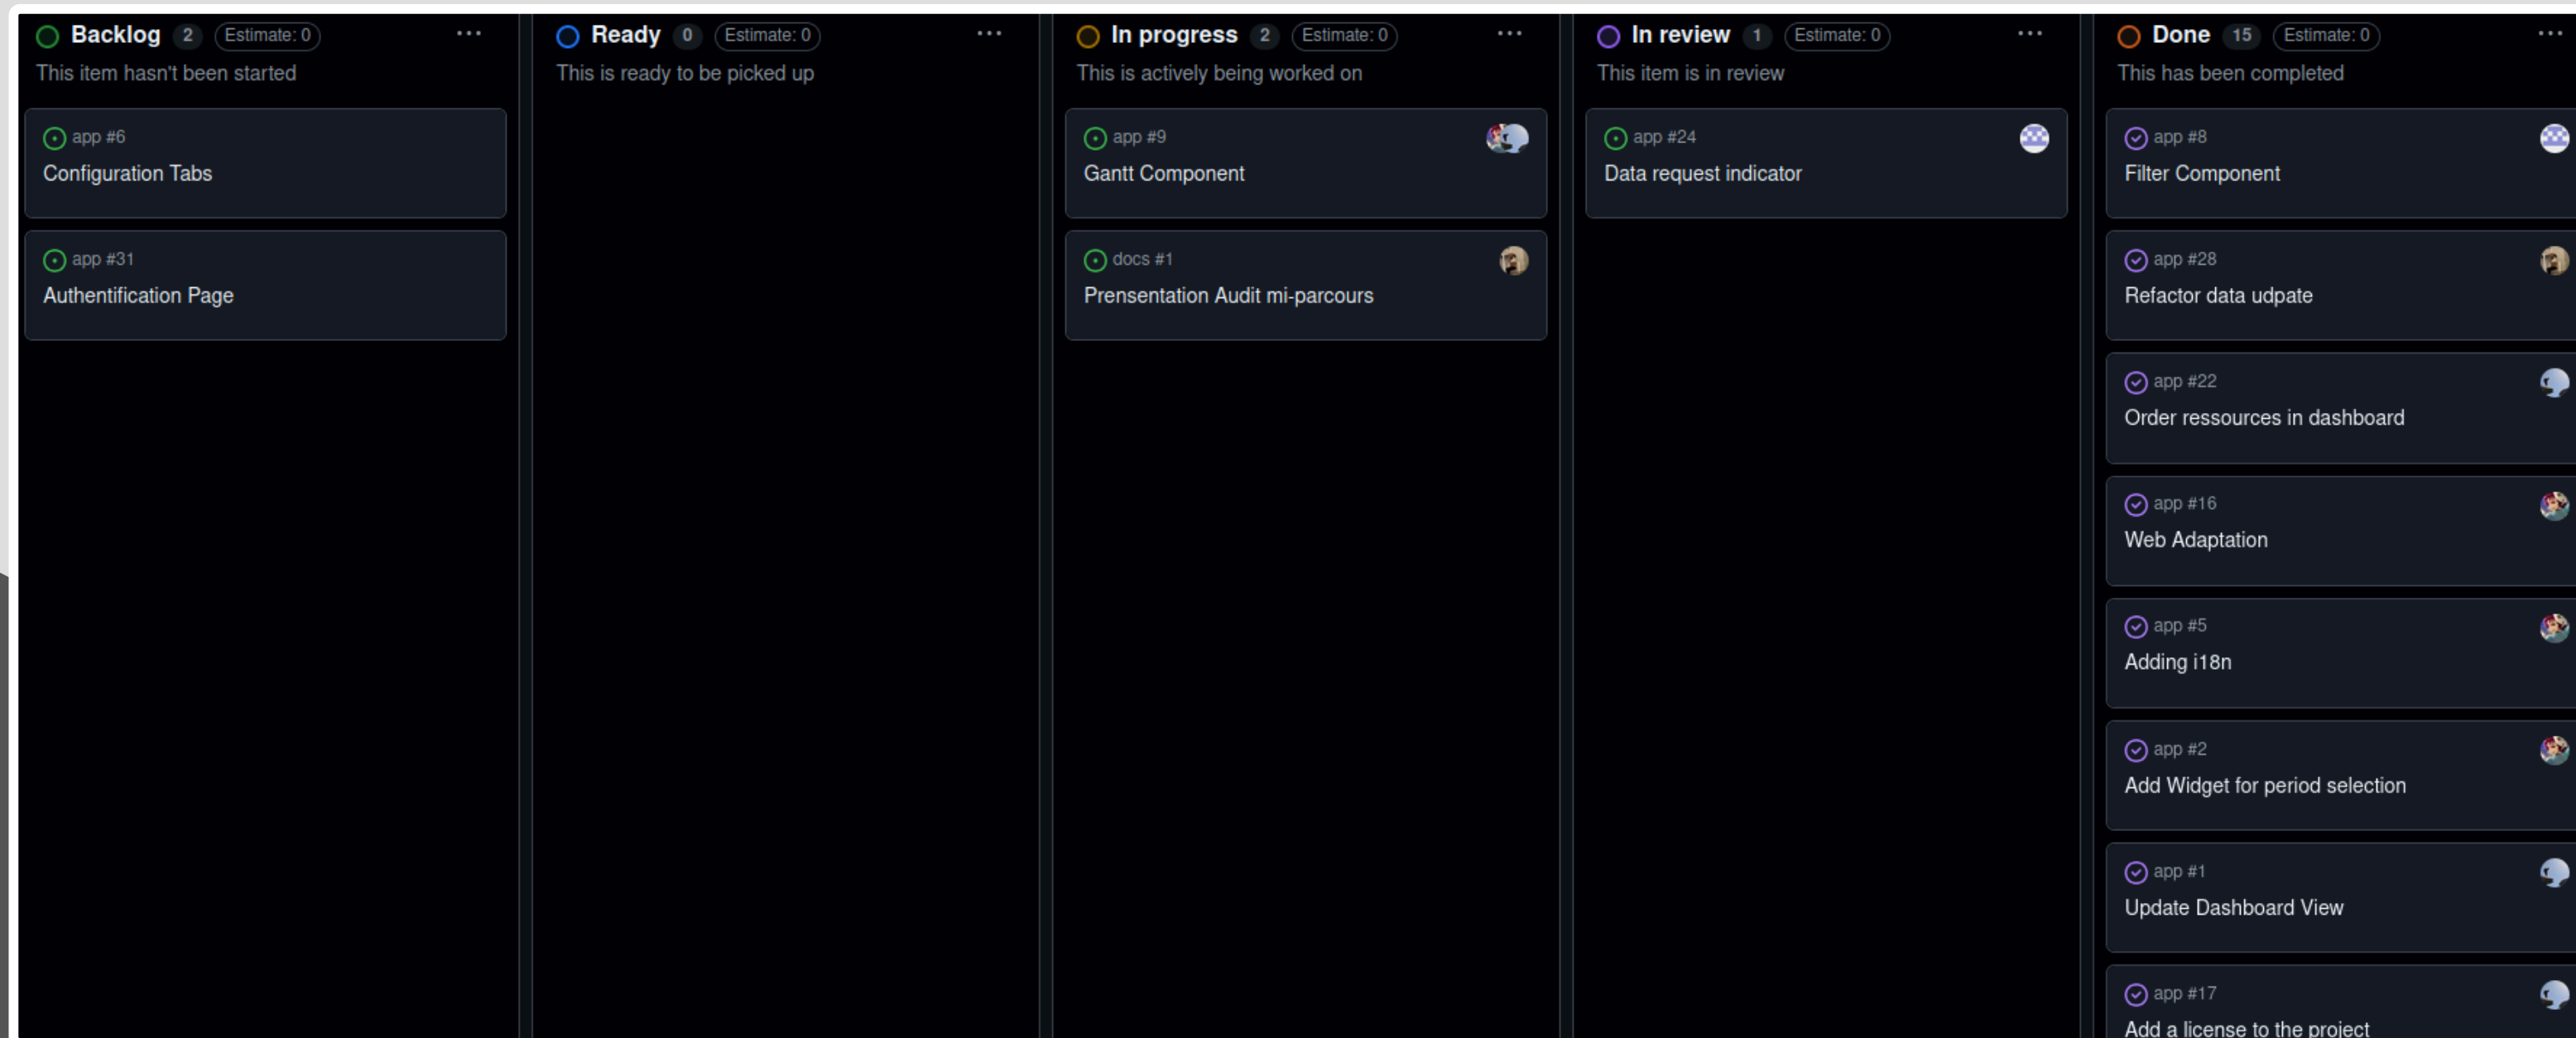 Backlog 2 Estimate: 0 ...
This item hasn't been started
app #6
Configuration Tabs
app #31
Authentification Page
Ready 0 Estimate: 0 ...
This is ready to be picked up
In progress 2 Estimate: 0 ...
This is actively being worked on
app #9
Gantt Component
docs #1
Prensentation Audit mi-parcours
In review 1 Estimate: 0 ...
This item is in review
app #24
Data request indicator
Done 15 Estimate: 0 ...
This has been completed
app #8
Filter Component
app #28
Refactor data udpate
app #22
Order ressources in dashboard
app #16
Web Adaptation
app #5
Adding i18n
app #2
Add Widget for period selection
app #1
Update Dashboard View
app #17
Add a license to the project